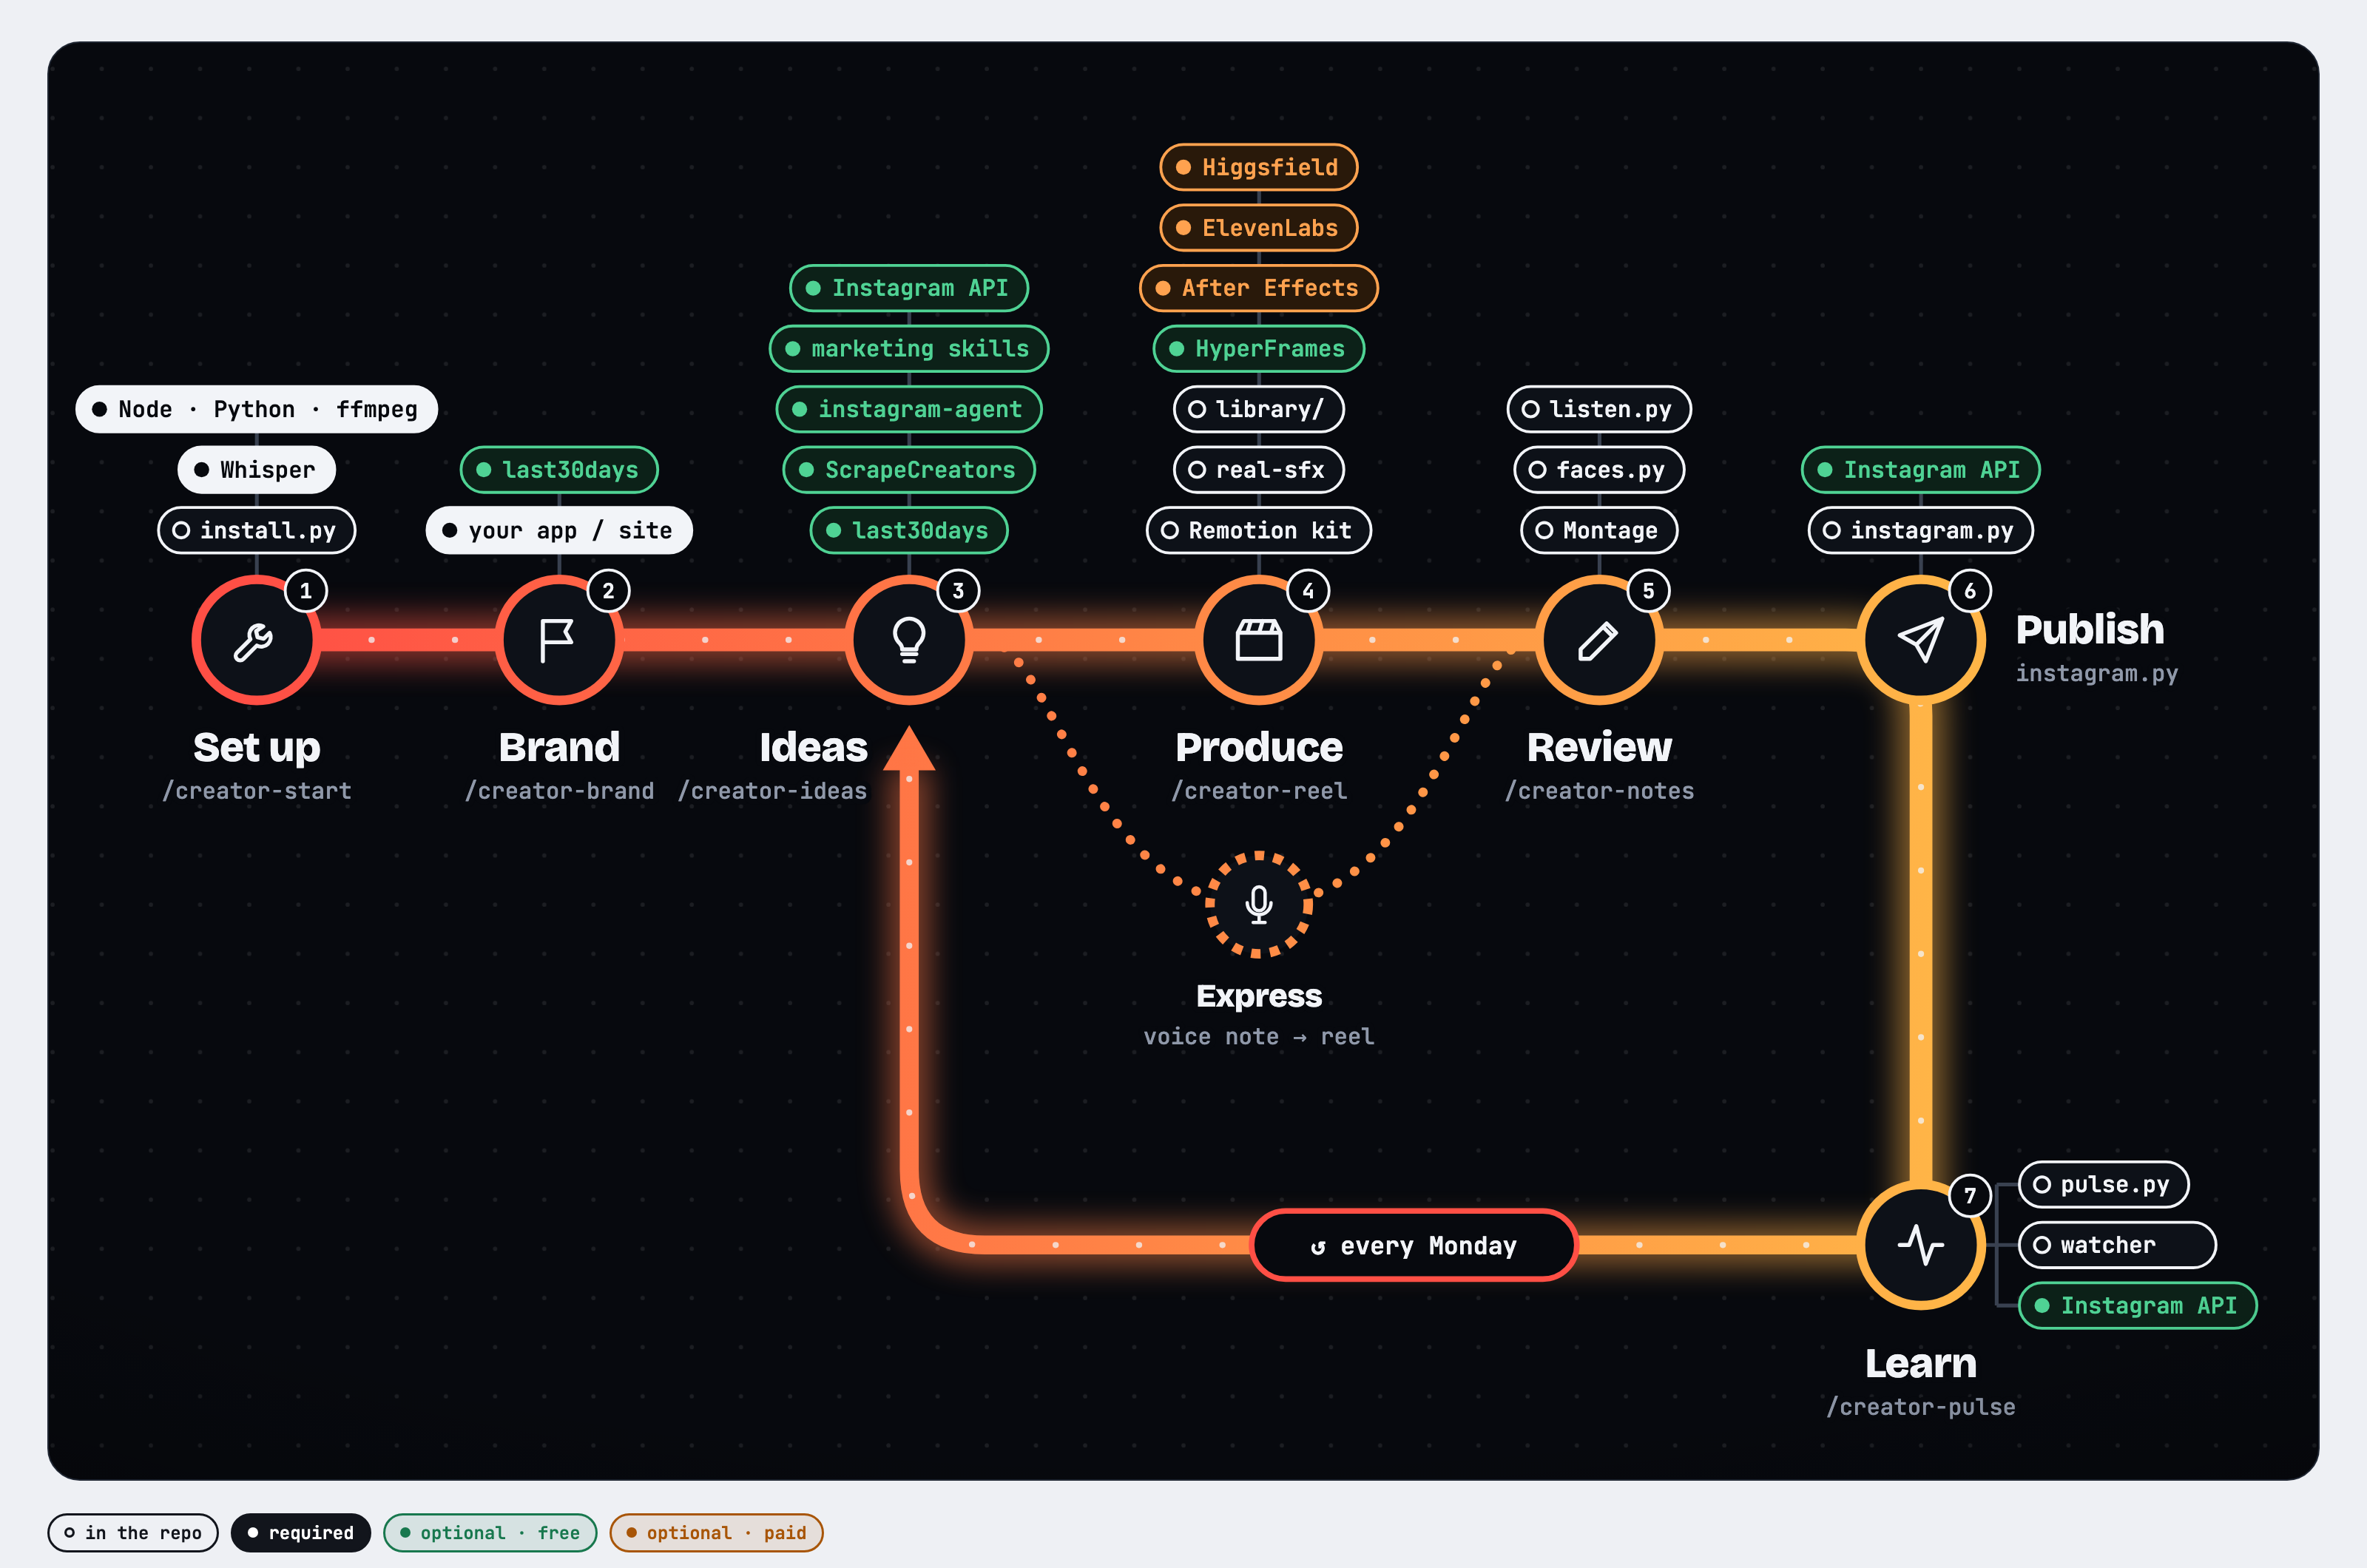 Higgsfield
ElevenLabs
After Effects
HyperFrames
library/
real-sfx
Remotion kit
Instagram API
marketing skills
instagram-agent
ScrapeCreators
last30days
Node · Python · ffmpeg
Whisper
install.py
last30days
your app / site
listen.py
faces.py
Montage
Instagram API
instagram.py
1
2
3
4
5
6
Set up
/creator-start
Brand
/creator-brand
Ideas
/creator-ideas
Produce
/creator-reel
Review
/creator-notes
Publish
instagram.py
Express
voice note → reel
↺ every Monday
7
pulse.py
watcher
Instagram API
Learn
/creator-pulse
in the repo
required
optional · free
optional · paid